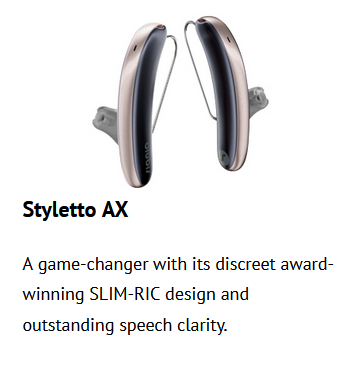 Styletto AX
A game-changer with its discreet award-
winning SLIM-RIC design and
outstanding speech clarity.